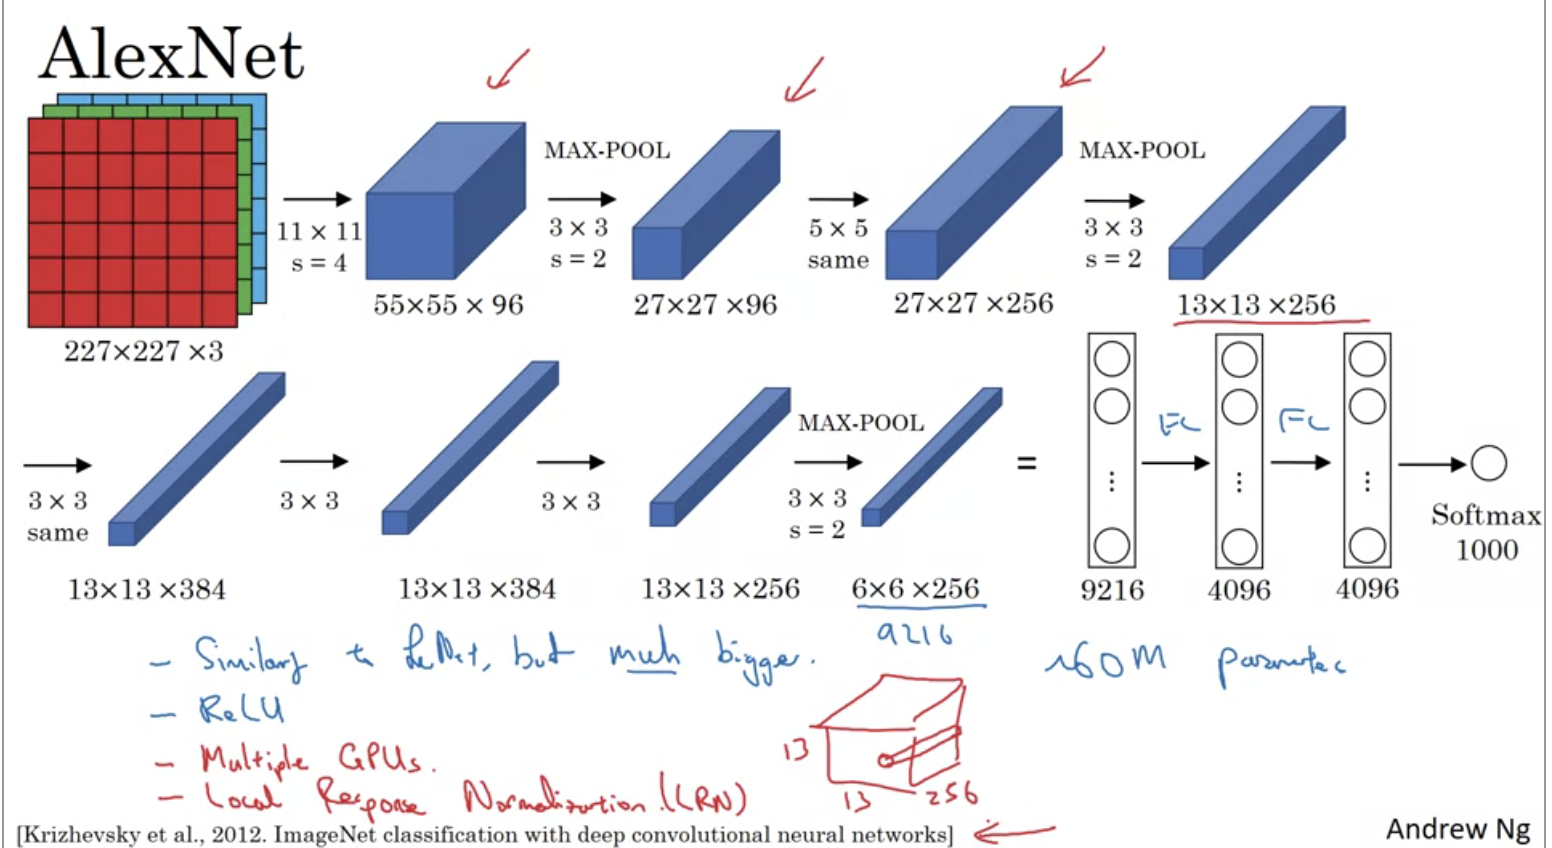 AlexNet
MAX-POOL
MAX-POOL
11 × 11
s = 4
3 × 3
s = 2
5 × 5
same
3 × 3
s = 2
55×55 × 96
27×27 ×96
27×27 ×256
13×13 ×256
227×227 ×3
MAX-POOL
FC
FC
3 × 3
same
3 × 3
3 × 3
3 × 3
s = 2
=
...
...
...
Softmax
1000
13×13 ×384
13×13 ×384
13×13 ×256
6×6 ×256
9216
4096
4096
9216
- Similary to LeNet, but much bigger.
~60M parameter
- ReLU
- Multiple GPUs.
- Local Response Normalization (LRN)
13
13
256
[Krizhevsky et al., 2012. ImageNet classification with deep convolutional neural networks]
Andrew Ng